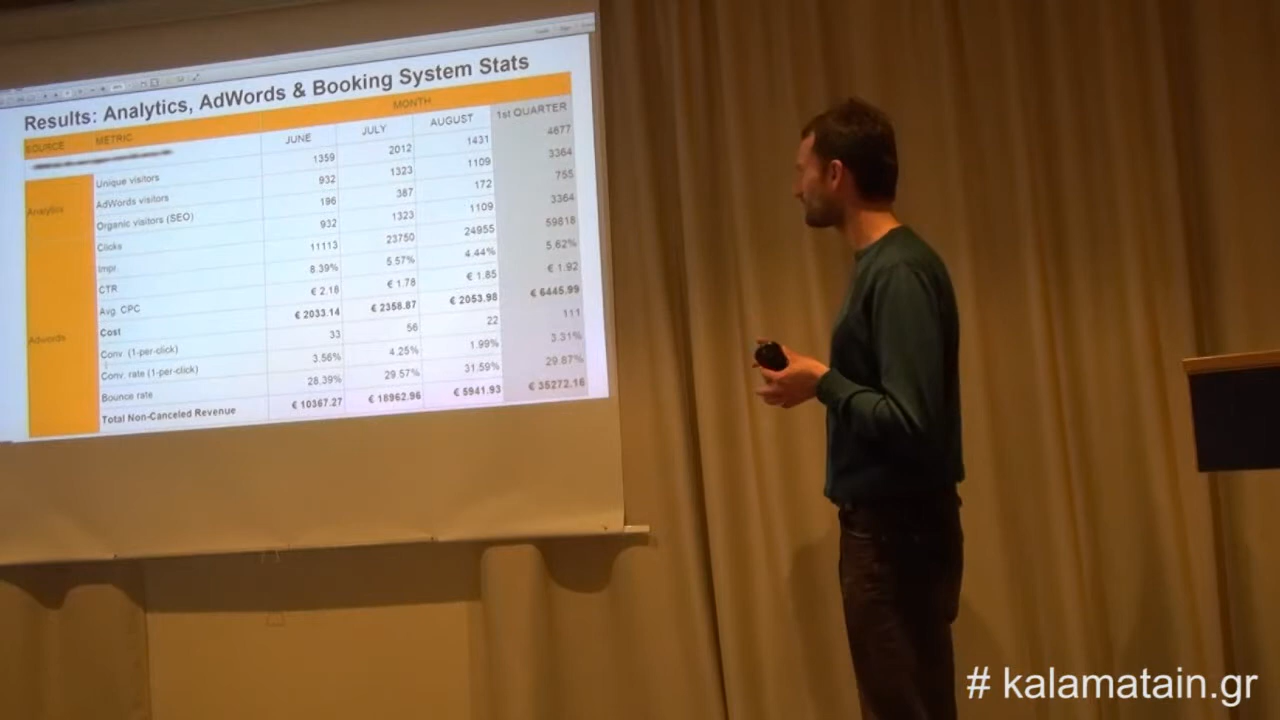 Results: Analytics, AdWords & Booking System Stats
SOURCE METRIC MONTH
JUNE JULY AUGUST 1st QUARTER
Analytics
Unique visitors 1359 2012 1431 4677
AdWords visitors 932 1323 1109 3364
Organic visitors (SEO) 196 387 172 755
Adwords
Clicks 932 1323 1109 3364
Impr. 11113 23750 24955 59818
CTR 8.39% 5.57% 4.44% 5.62%
Avg. CPC € 2.18 € 1.78 € 1.85 € 1.92
Cost € 2033.14 € 2358.87 € 2053.98 € 6445.99
Conv. (1-per-click) 33 56 22 111
Conv. rate (1-per-click) 3.56% 4.25% 1.99% 3.31%
Bounce rate 28.39% 29.57% 31.59% 29.87%
Total Non-Canceled Revenue € 10367.27 € 18962.96 € 5941.93 € 35272.16
# kalamatain.gr